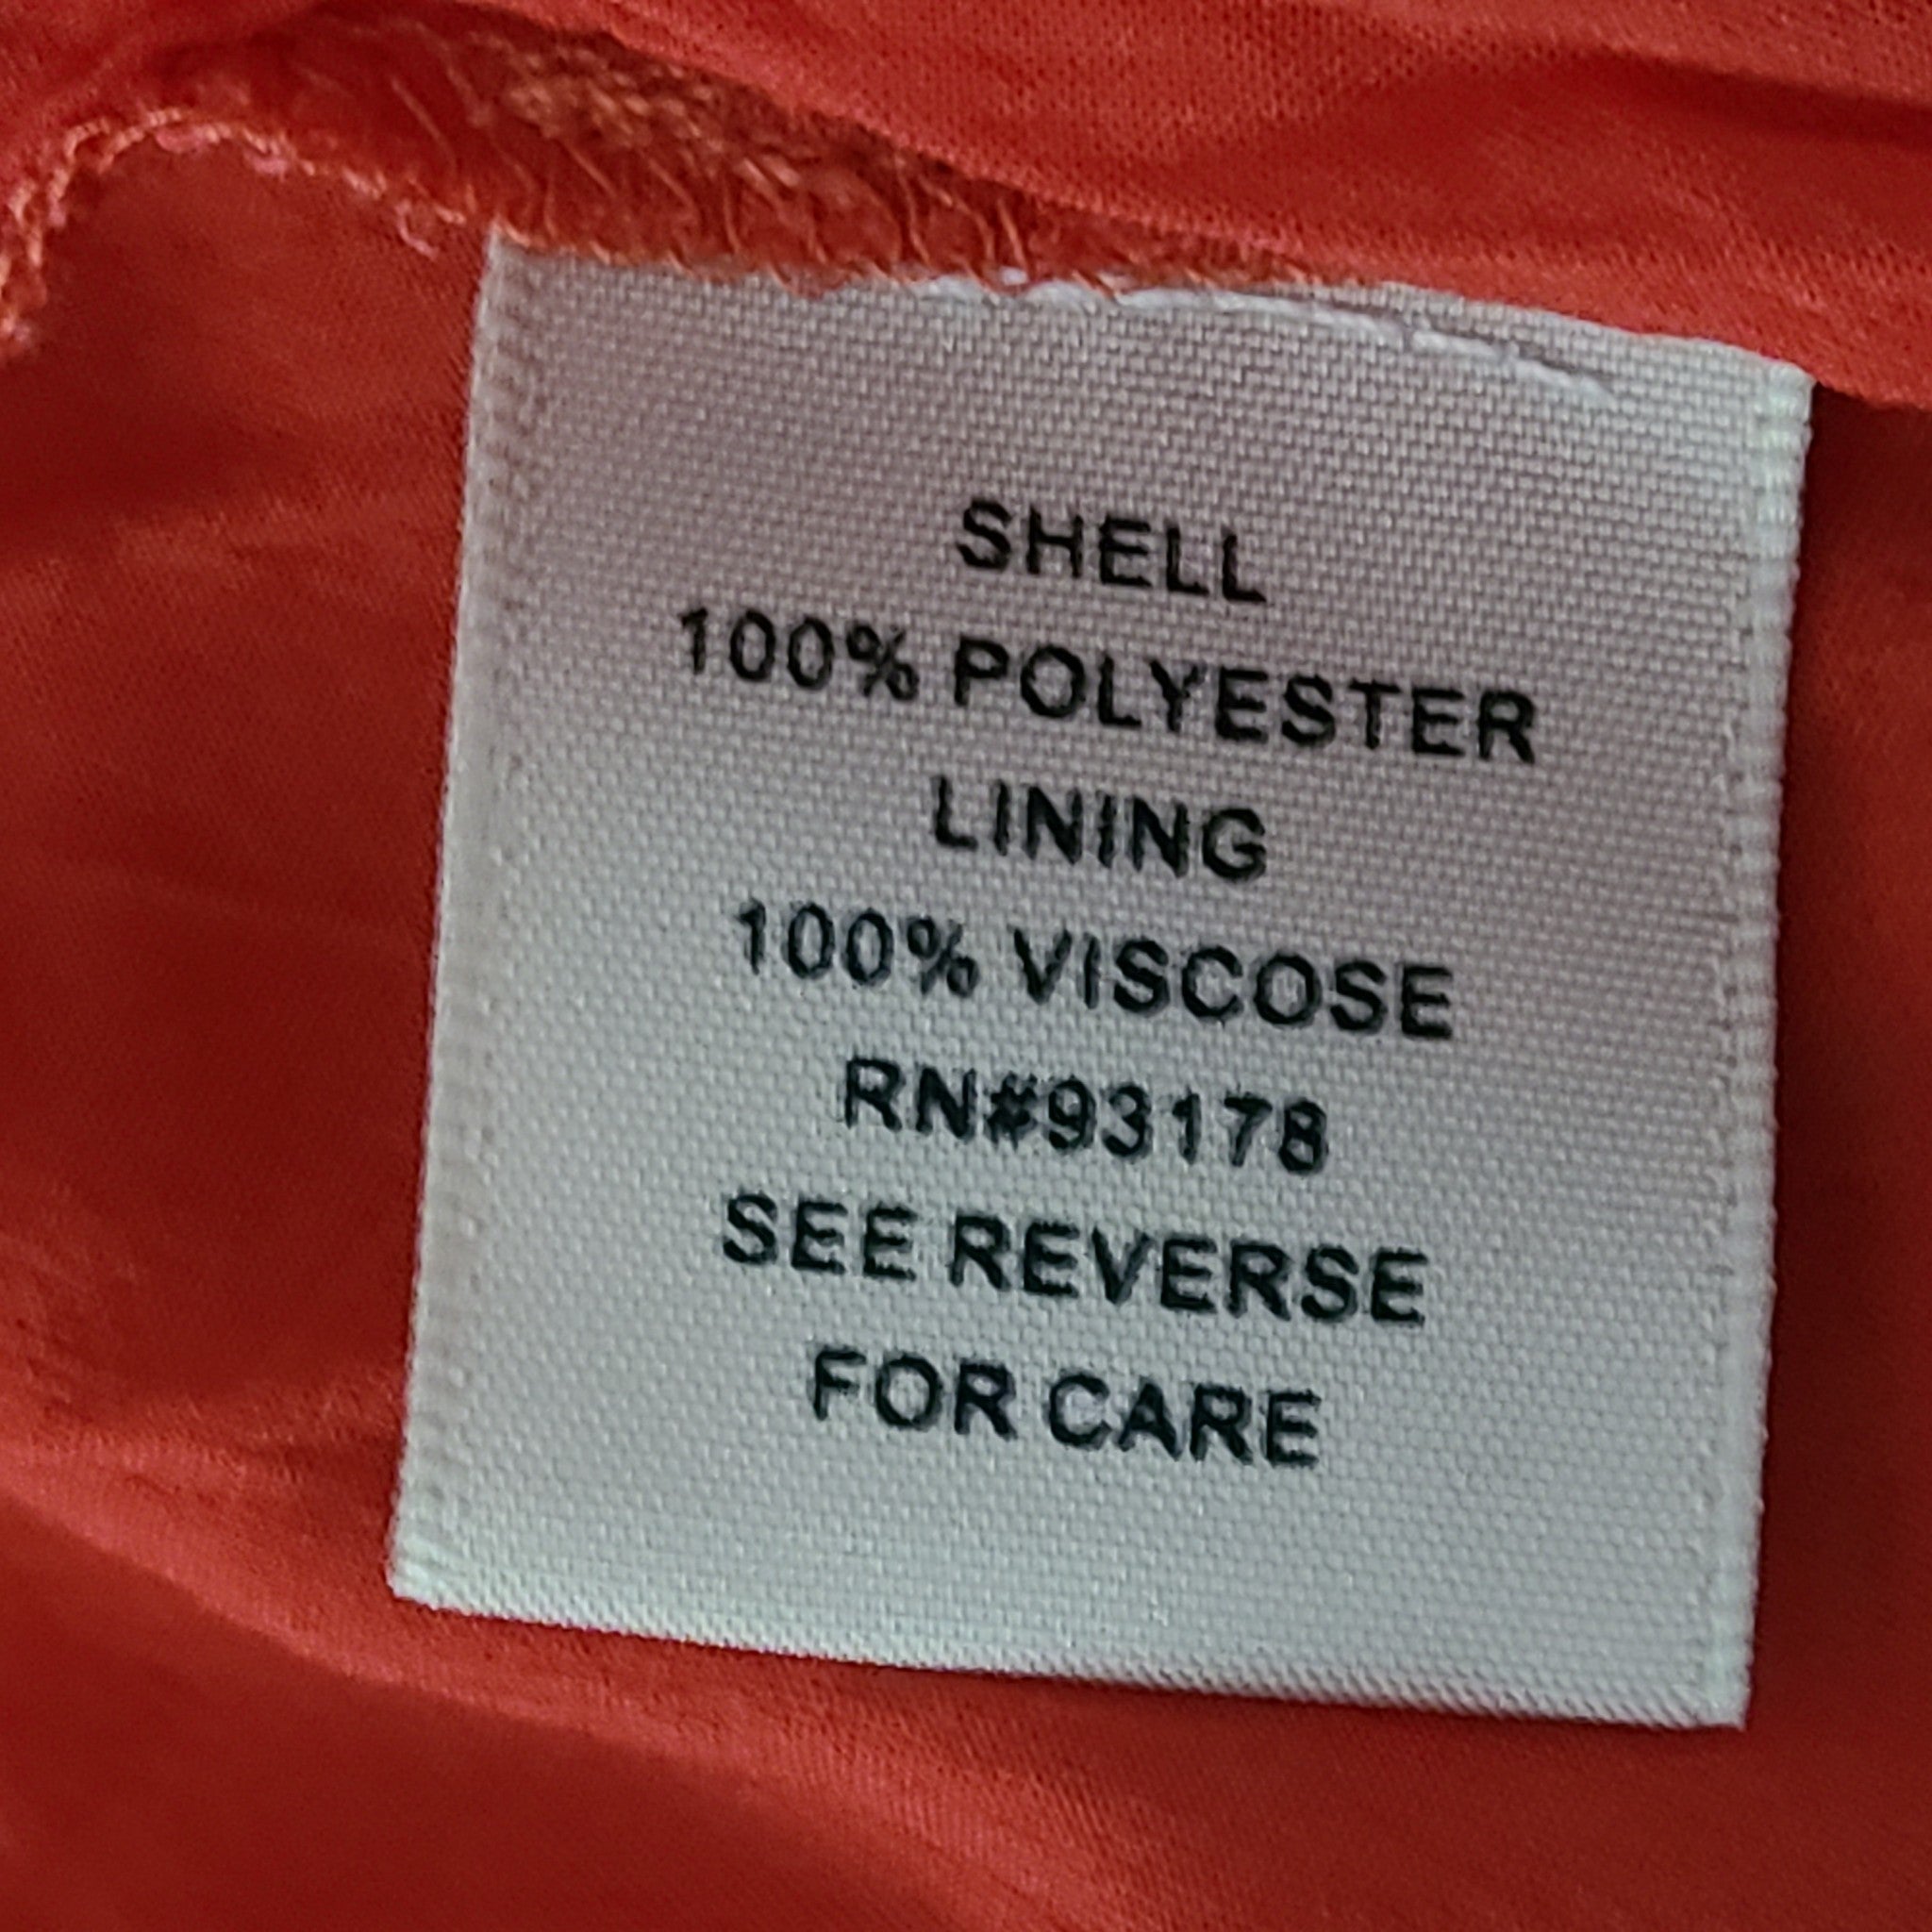 SHELL
100% POLYESTER
LINING
100% VISCOSE
RN#93178
SEE REVERSE
FOR CARE